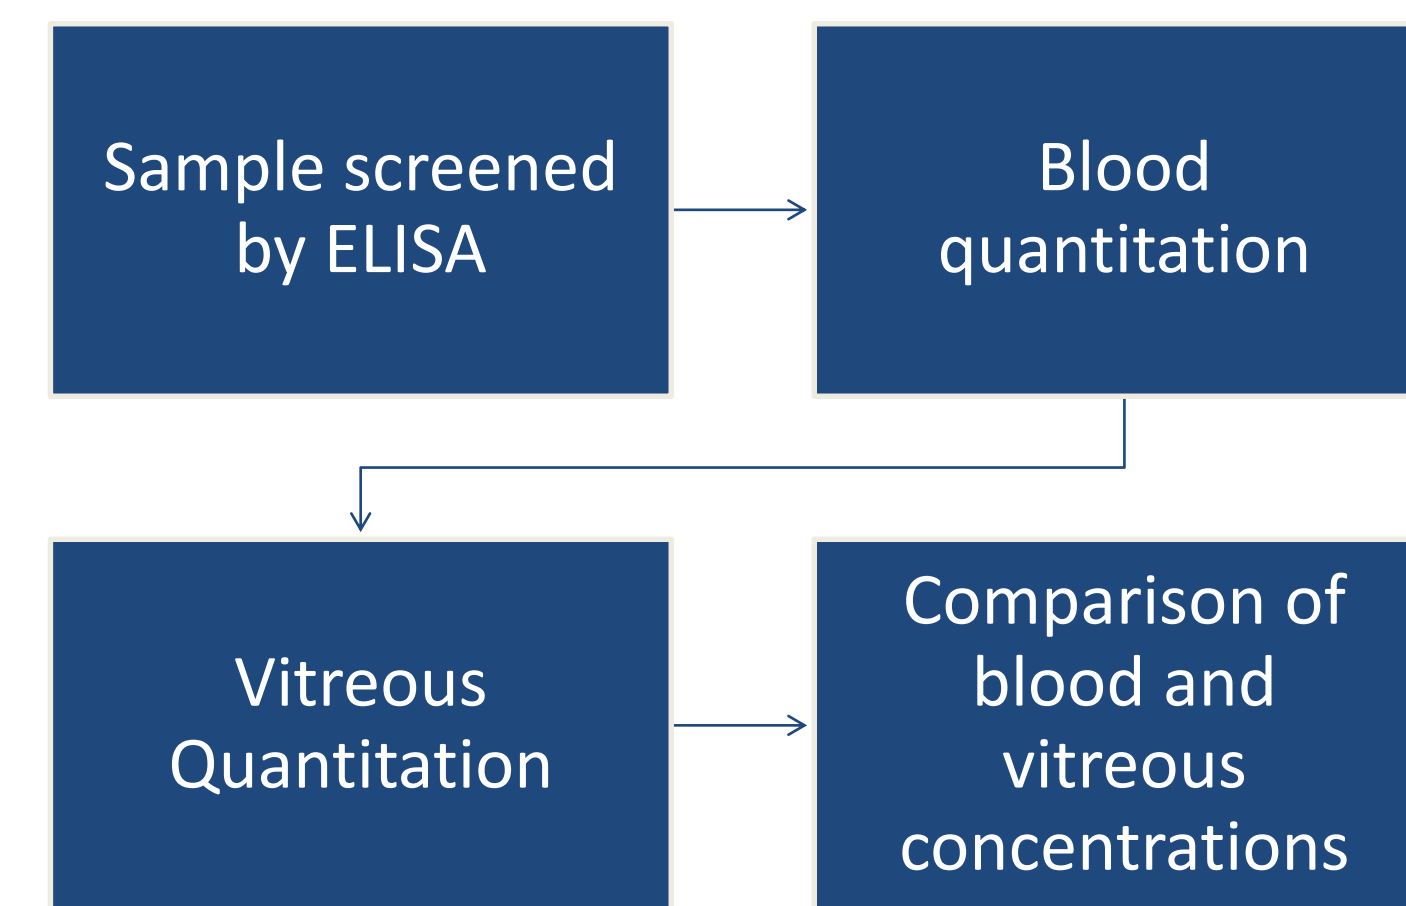 Sample screened
by ELISA
Blood
quantitation
Vitreous
Quantitation
Comparison of
blood and
vitreous
concentrations